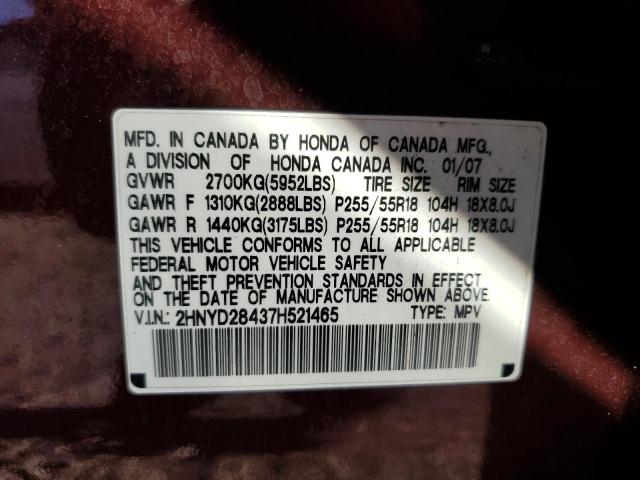 MFD. IN CANADA BY HONDA OF CANADA MFG.,
A DIVISION OF HONDA CANADA INC. 01/07
GVWR 2700KG(5952LBS) TIRE SIZE RIM SIZE
GAWR F 1310KG(2888LBS) P255/55R18 104H 18X8.0J
GAWR R 1440KG(3175LBS) P255/55R18 104H 18X8.0J
THIS VEHICLE CONFORMS TO ALL APPLICABLE
FEDERAL MOTOR VEHICLE SAFETY
AND THEFT PREVENTION STANDARDS IN EFFECT ON
THE DATE OF MANUFACTURE SHOWN ABOVE.
V.I.N.: 2HNYD28437H521465 TYPE: MPV